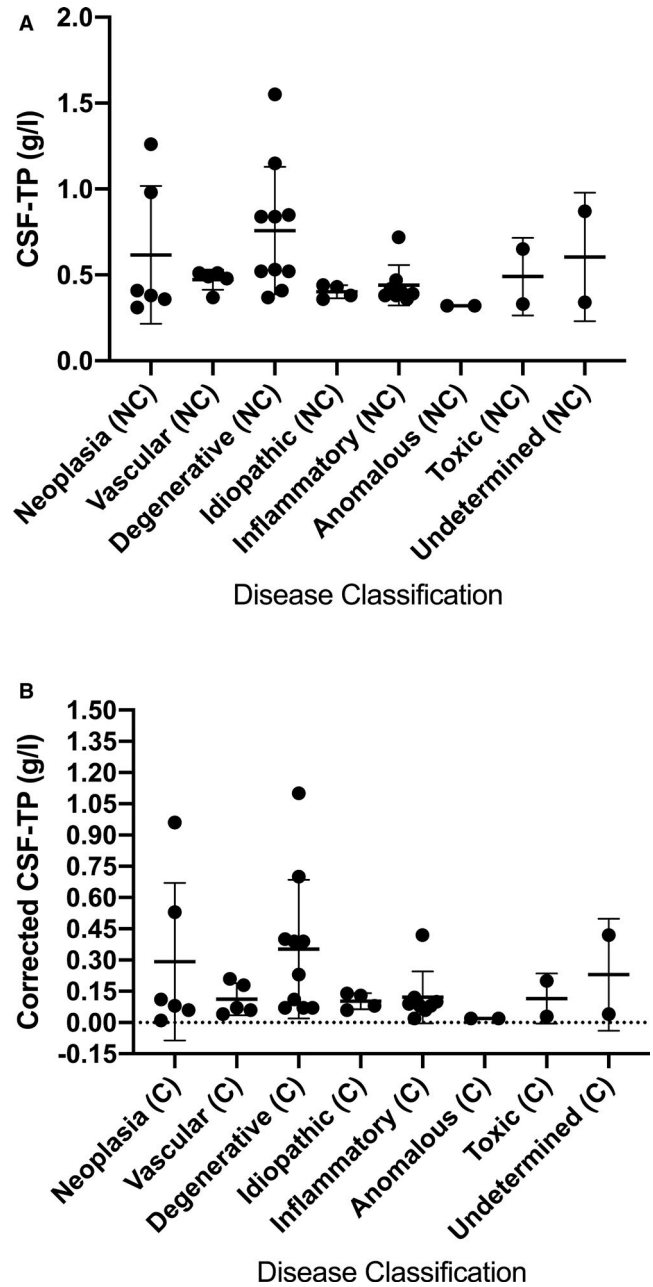 A
CSF-TP (g/l)
2.0
1.5
1.0
0.5
0.0
Neoplasia (NC)
Vascular (NC)
Degenerative (NC)
Idiopathic (NC)
Inflammatory (NC)
Anomalous (NC)
Toxic (NC)
Undetermined (NC)
Disease Classification
B
Corrected CSF-TP (g/l)
1.50
1.35
1.20
1.05
0.90
0.75
0.60
0.45
0.30
0.15
0.00
-0.15
Neoplasia (C)
Vascular (C)
Degenerative (C)
Idiopathic (C)
Inflammatory (C)
Anomalous (C)
Toxic (C)
Undetermined (C)
Disease Classification